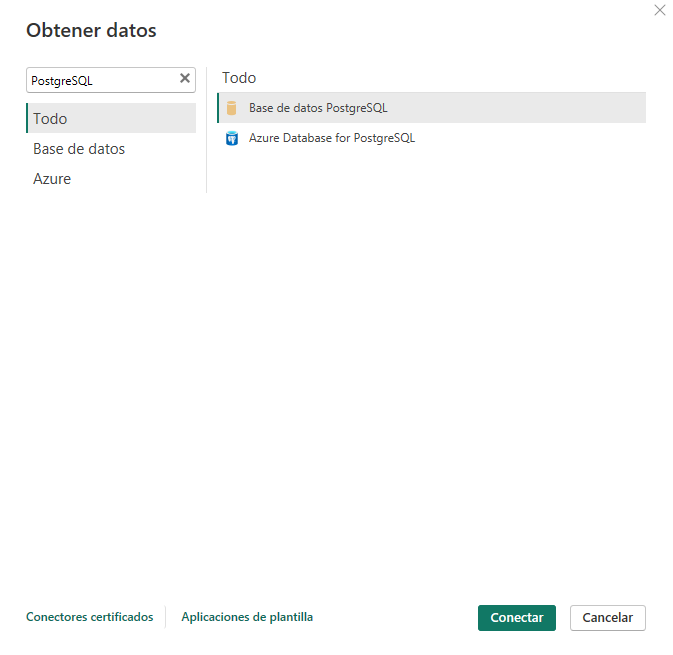 Obtener datos
PostgreSQL
Todo
Base de datos
Azure
Todo
Base de datos PostgreSQL
Azure Database for PostgreSQL
Conectores certificados
Aplicaciones de plantilla
Conectar
Cancelar